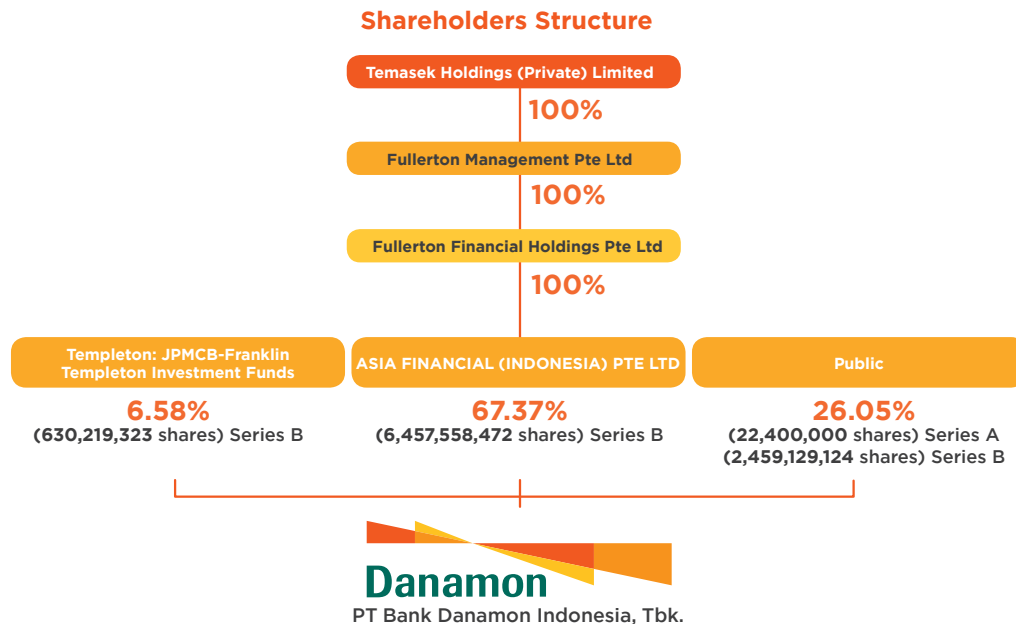 Shareholders Structure
Temasek Holdings (Private) Limited
100%
Fullerton Management Pte Ltd
100%
Fullerton Financial Holdings Pte Ltd
100%
Templeton: JPMCB-Franklin
Templeton Investment Funds
6.58%
(630,219,323 shares) Series B
ASIA FINANCIAL (INDONESIA) PTE LTD
67.37%
(6,457,558,472 shares) Series B
Public
26.05%
(22,400,000 shares) Series A
(2,459,129,124 shares) Series B
Danamon
PT Bank Danamon Indonesia, Tbk.